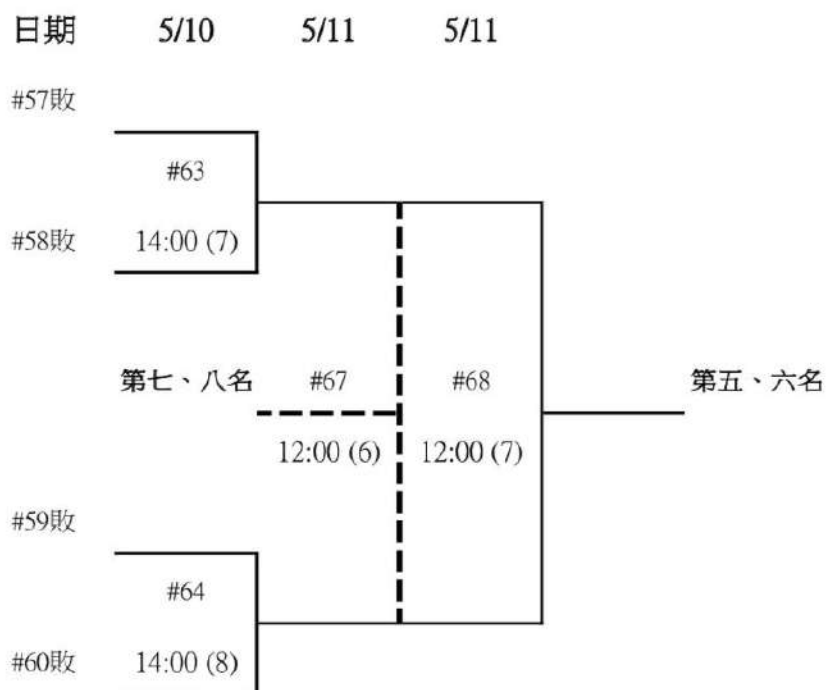 日期 5/10 5/11 5/11
#57敗
#63
#58敗 14:00 (7)
第七、八名 #67 #68 第五、六名
12:00 (6) 12:00 (7)
#59敗
#64
#60敗 14:00 (8)